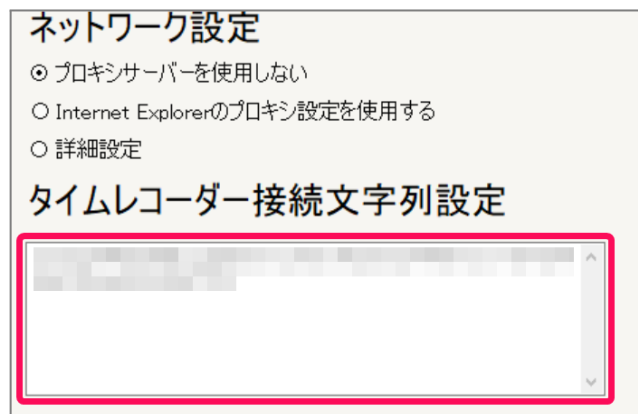 ネットワーク設定
プロキシサーバーを使用しない
Internet Explorerのプロキシ設定を使用する
詳細設定
タイムレコーダー接続文字列設定